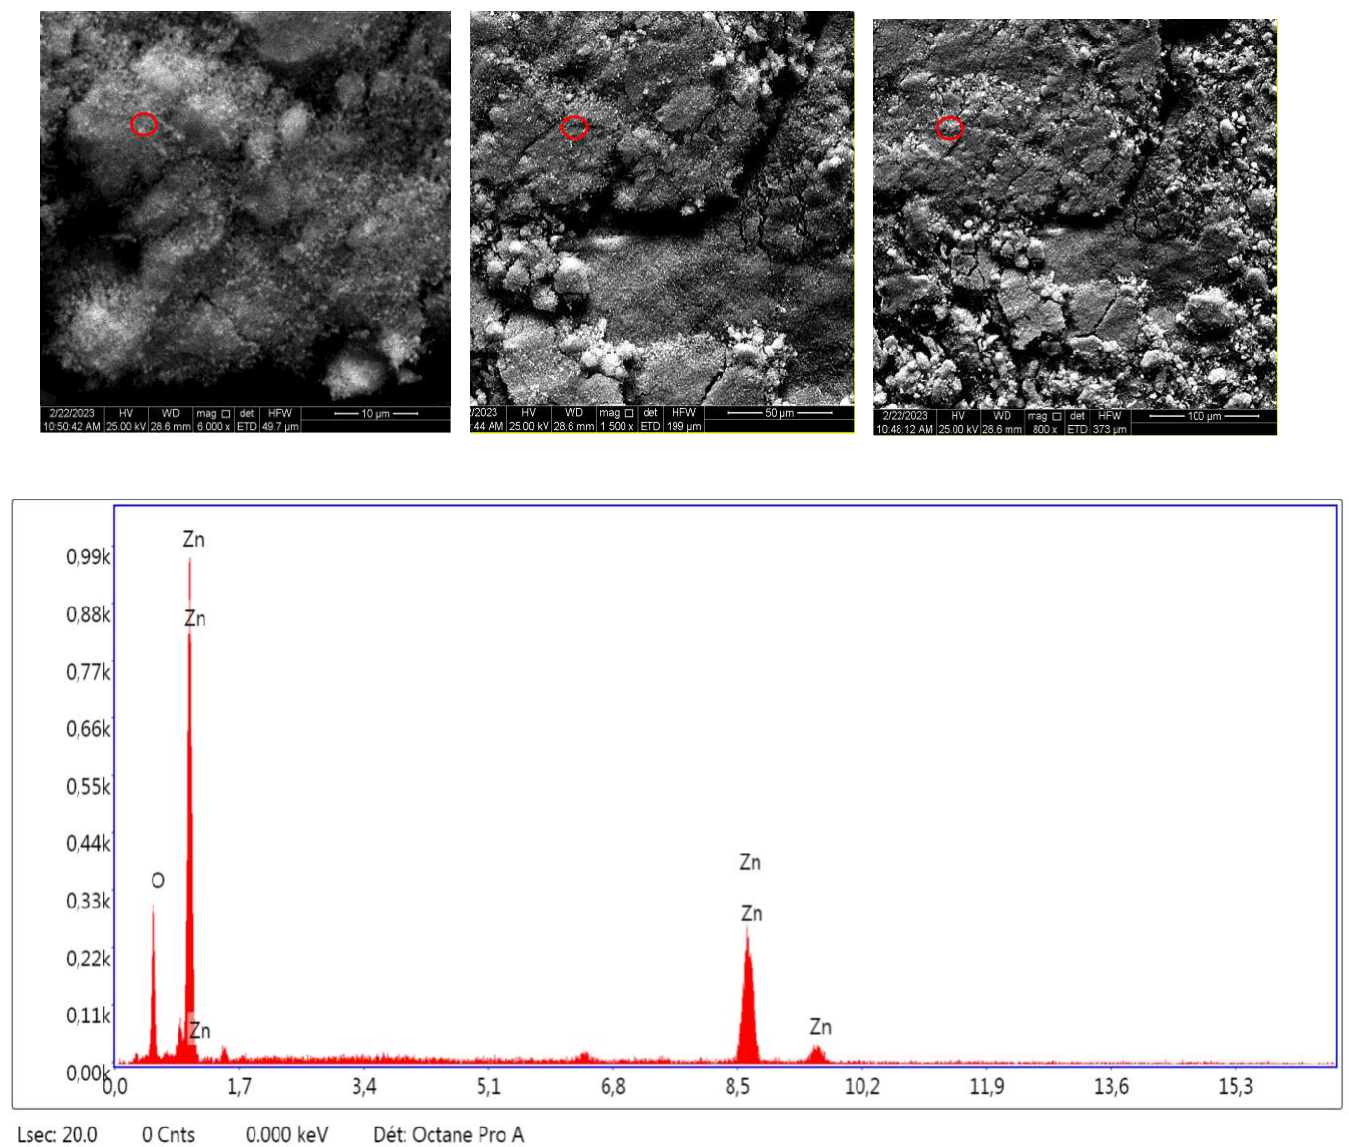 2/22/2023 HV WD mag □ det HFW 10 µm
10:50:42 AM 25.00 kV 28.6 mm 6 000 x ETD 49.7 µm
/2023 HV WD mag □ det HFW 50 µm
:44 AM 25.00 kV 28.6 mm 1 500 x ETD 199 µm
2/22/2023 HV WD mag □ det HFW 100 µm
10:48:12 AM 25.00 kV 28.6 mm 800 x ETD 373 µm
Zn
0,99k
Zn
0,88k
0,77k
0,66k
0,55k
0,44k
Zn
O
0,33k
Zn
0,22k
0,11k
Zn
Zn
0,00k
0,0 1,7 3,4 5,1 6,8 8,5 10,2 11,9 13,6 15,3
Lsec: 20.0 0 Cnts 0.000 keV Dét: Octane Pro A